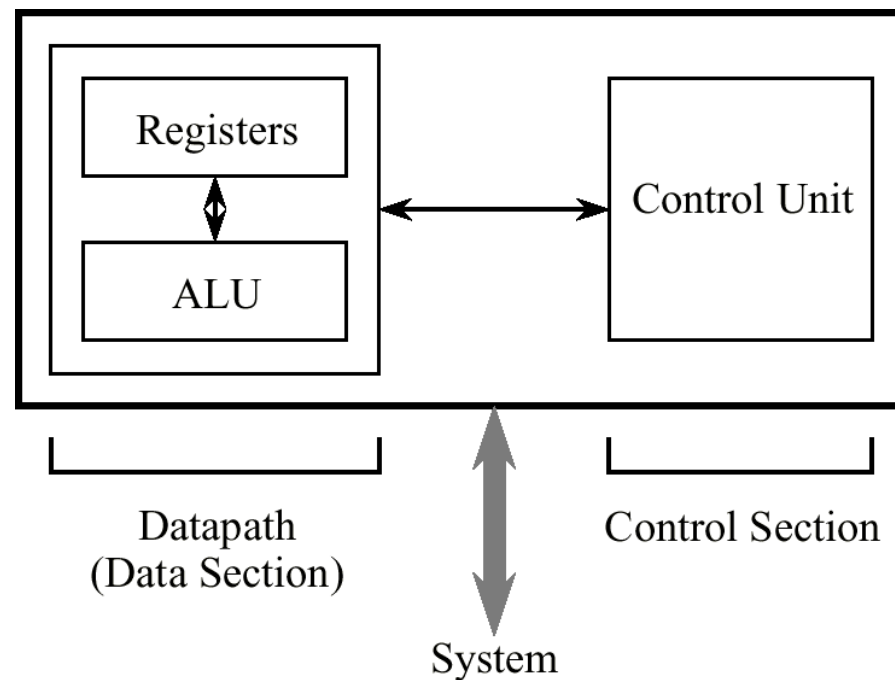 Registers
ALU
Control Unit
Datapath
(Data Section)
Control Section
System